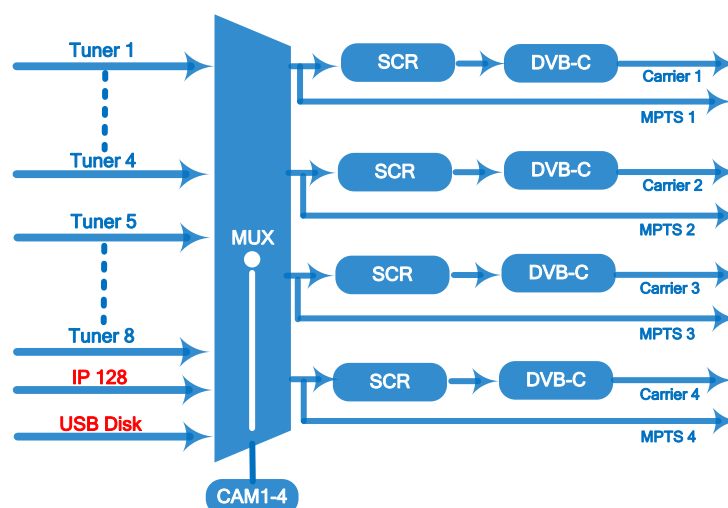 Tuner 1
Tuner 4
Tuner 5
Tuner 8
IP 128
USB Disk
MUX
CAM1-4
SCR
DVB-C
Carrier 1
MPTS 1
SCR
DVB-C
Carrier 2
MPTS 2
SCR
DVB-C
Carrier 3
MPTS 3
SCR
DVB-C
Carrier 4
MPTS 4